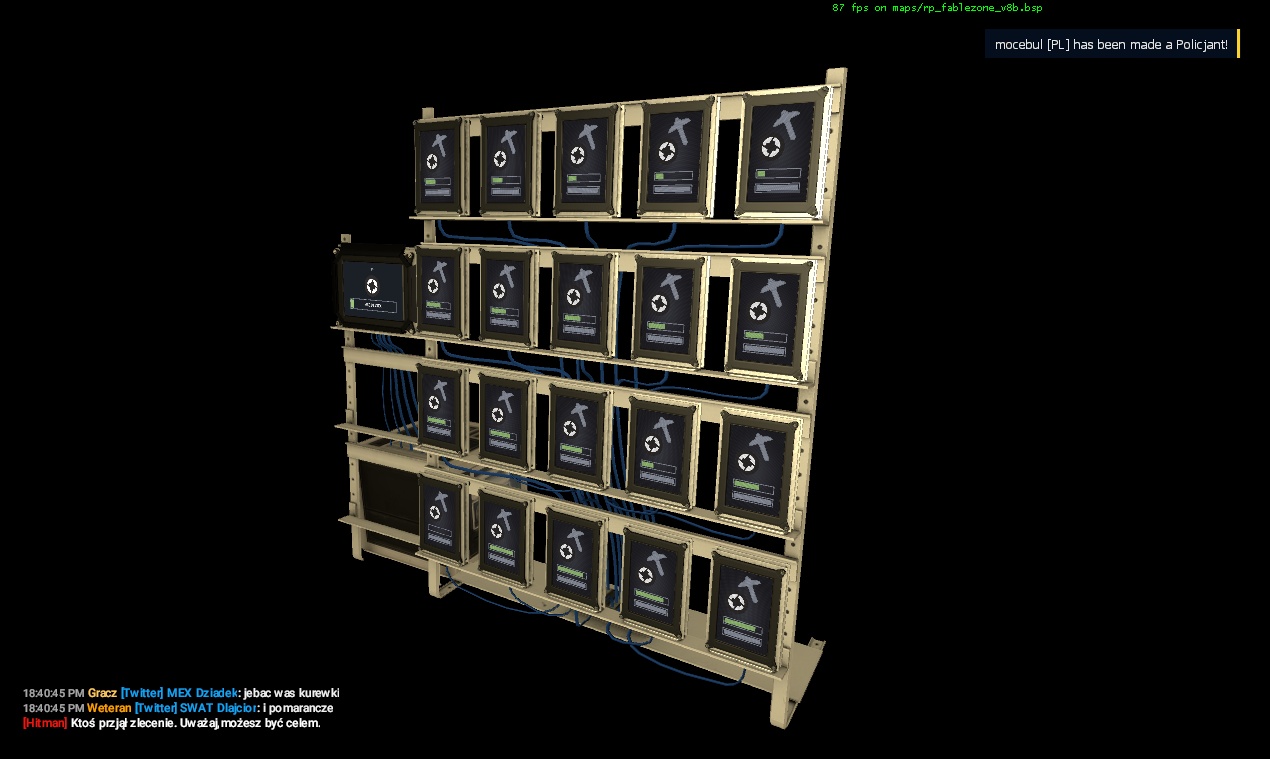 87 fps on maps/rp_fablezone_v8b.bsp
mocebul [PL] has been made a Policjant!
18:40:45 PM Gracz [Twitter] MEX Dziadek: jebac was kurewki
18:40:45 PM Weteran [Twitter] SWAT Dlajcior: i pomarancze
[Hitman] Ktoś przjął zlecenie. Uważaj,możesz być celem.